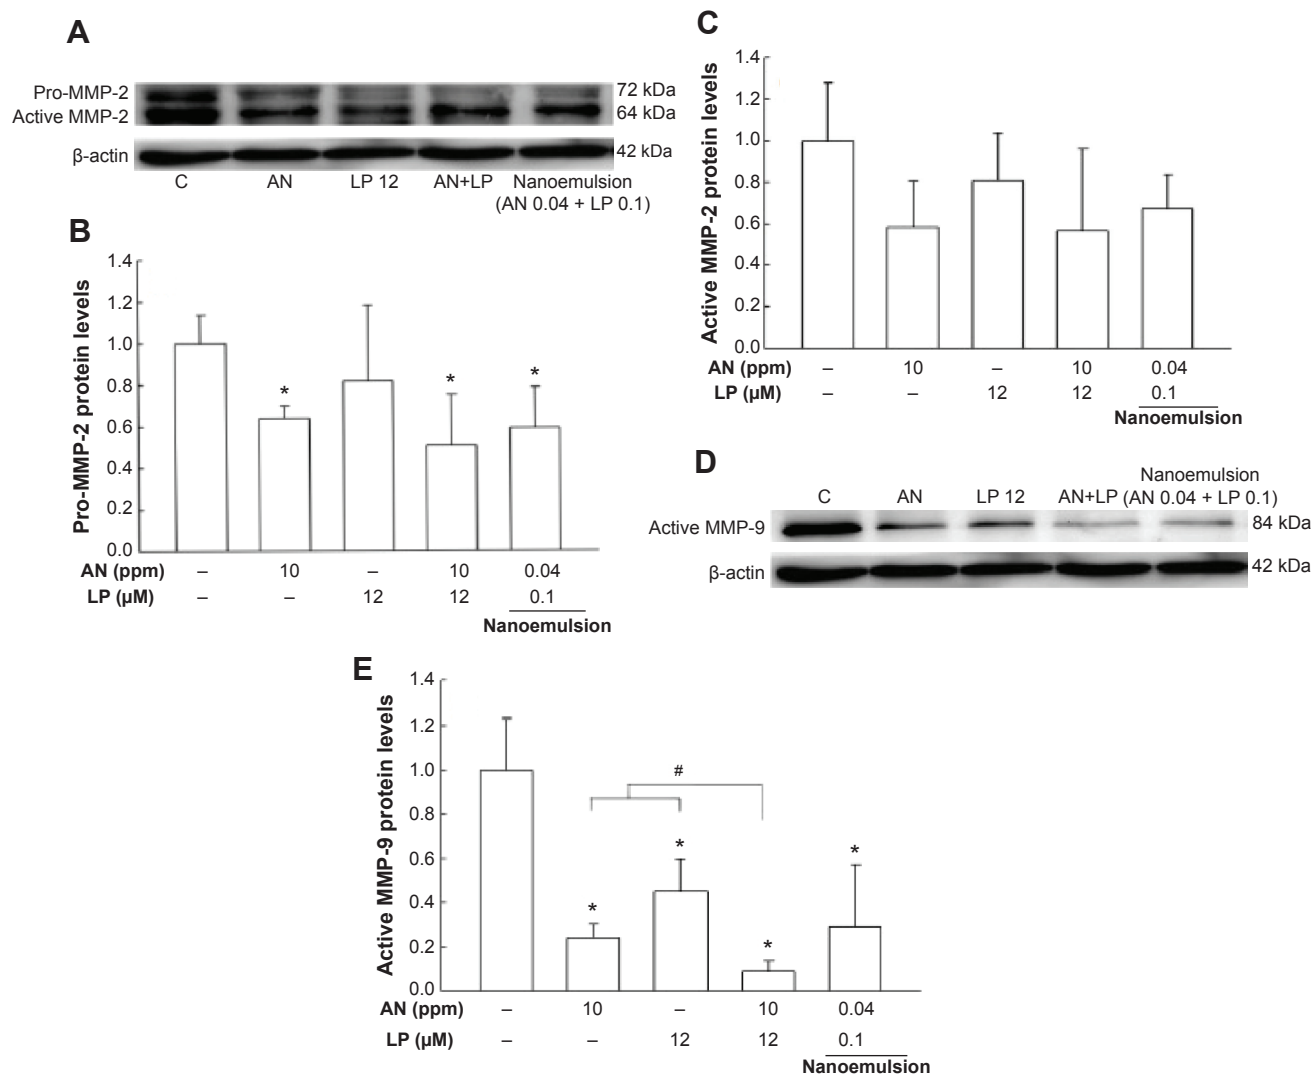 A
Pro-MMP-2
72 kDa
Active MMP-2
64 kDa
β-actin
42 kDa
C AN LP 12 AN+LP Nanoemulsion
(AN 0.04 + LP 0.1)
B
Pro-MMP-2 protein levels
1.4
1.2
1.0
0.8
0.6
0.4
0.2
0.0
* * *
AN (ppm) – 10 – 10 0.04
LP (µM) – – 12 12 0.1
Nanoemulsion
C
Active MMP-2 protein levels
1.4
1.2
1.0
0.8
0.6
0.4
0.2
0.0
AN (ppm) – 10 – 10 0.04
LP (µM) – – 12 12 0.1
Nanoemulsion
D
Nanoemulsion
C AN LP 12 AN+LP (AN 0.04 + LP 0.1)
Active MMP-9
84 kDa
β-actin
42 kDa
E
Active MMP-9 protein levels
1.4
1.2
1.0
0.8
0.6
0.4
0.2
0.0
#
* * * *
AN (ppm) – 10 – 10 0.04
LP (µM) – – 12 12 0.1
Nanoemulsion